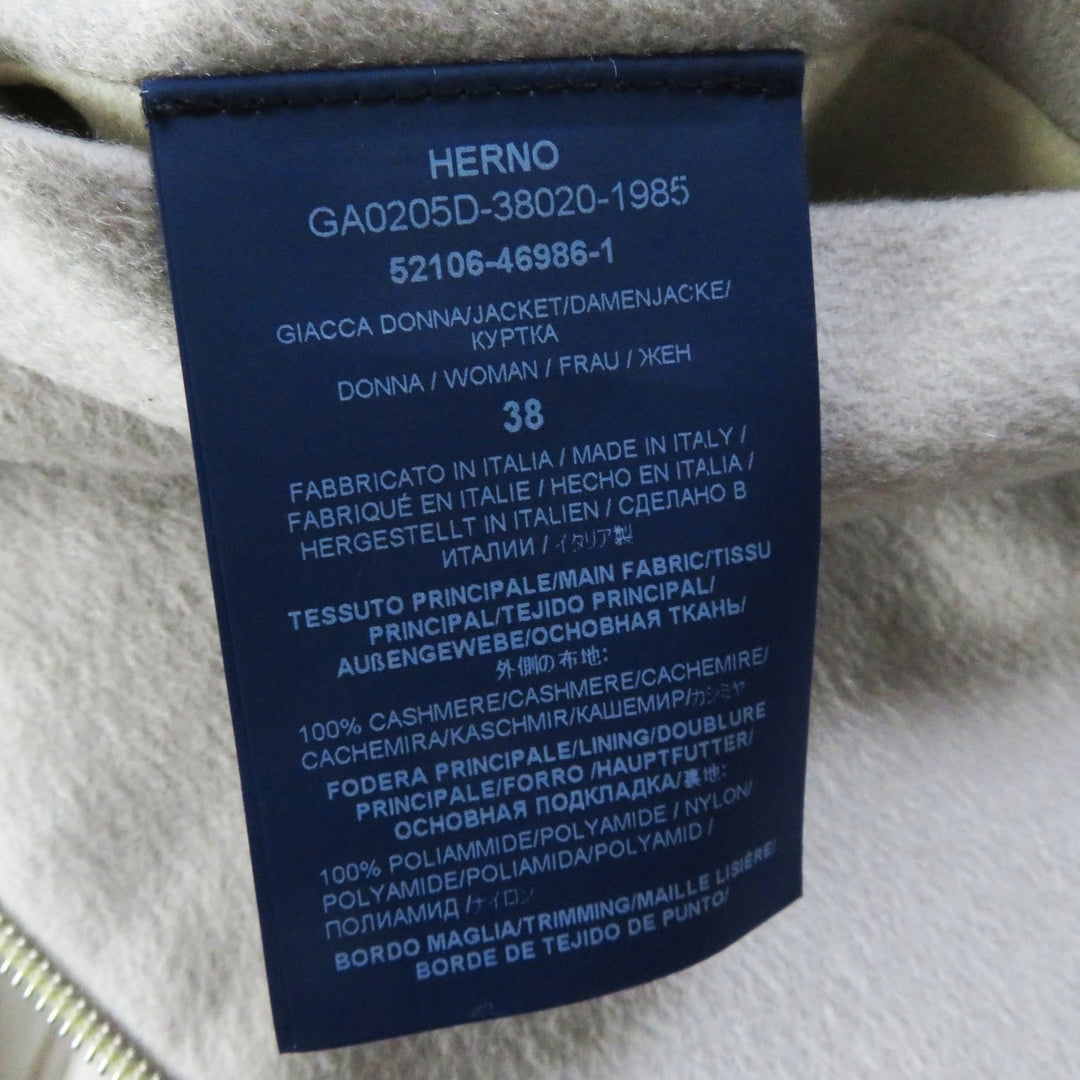 HERNO
GA0205D-38020-1985
52106-46986-1
GIACCA DONNA/JACKET/DAMENJACKE/
КУРТКА
DONNA / WOMAN / FRAU / ЖЕН
38
FABBRICATO IN ITALIA / MADE IN ITALY /
FABRIQUÉ EN ITALIE / HECHO EN ITALIA /
HERGESTELLT IN ITALIEN / СДЕЛАНО В
ИТАЛИИ / イタリア製
TESSUTO PRINCIPALE/MAIN FABRIC/TISSU
PRINCIPAL/TEJIDO PRINCIPAL/
AUßENGEWEBE/ОСНОВНАЯ ТКАНЬ/
外側の布地:
100% CASHMERE/CASHMERE/CACHEMIRE/
CACHEMIRA/KASCHMIR/КАШЕМИР/カシミヤ
FODERA PRINCIPALE/LINING/DOUBLURE
PRINCIPALE/FORRO /HAUPTFUTTER/
ОСНОВНАЯ ПОДКЛАДКА/裏地:
100% POLIAMMIDE/POLYAMIDE / NYLON/
POLYAMIDE/POLIAMIDA/POLYAMID /
ПОЛИАМИД /ナイロン
BORDO MAGLIA/TRIMMING/MAILLE LISIÈRE/
BORDE DE TEJIDO DE PUNTO/